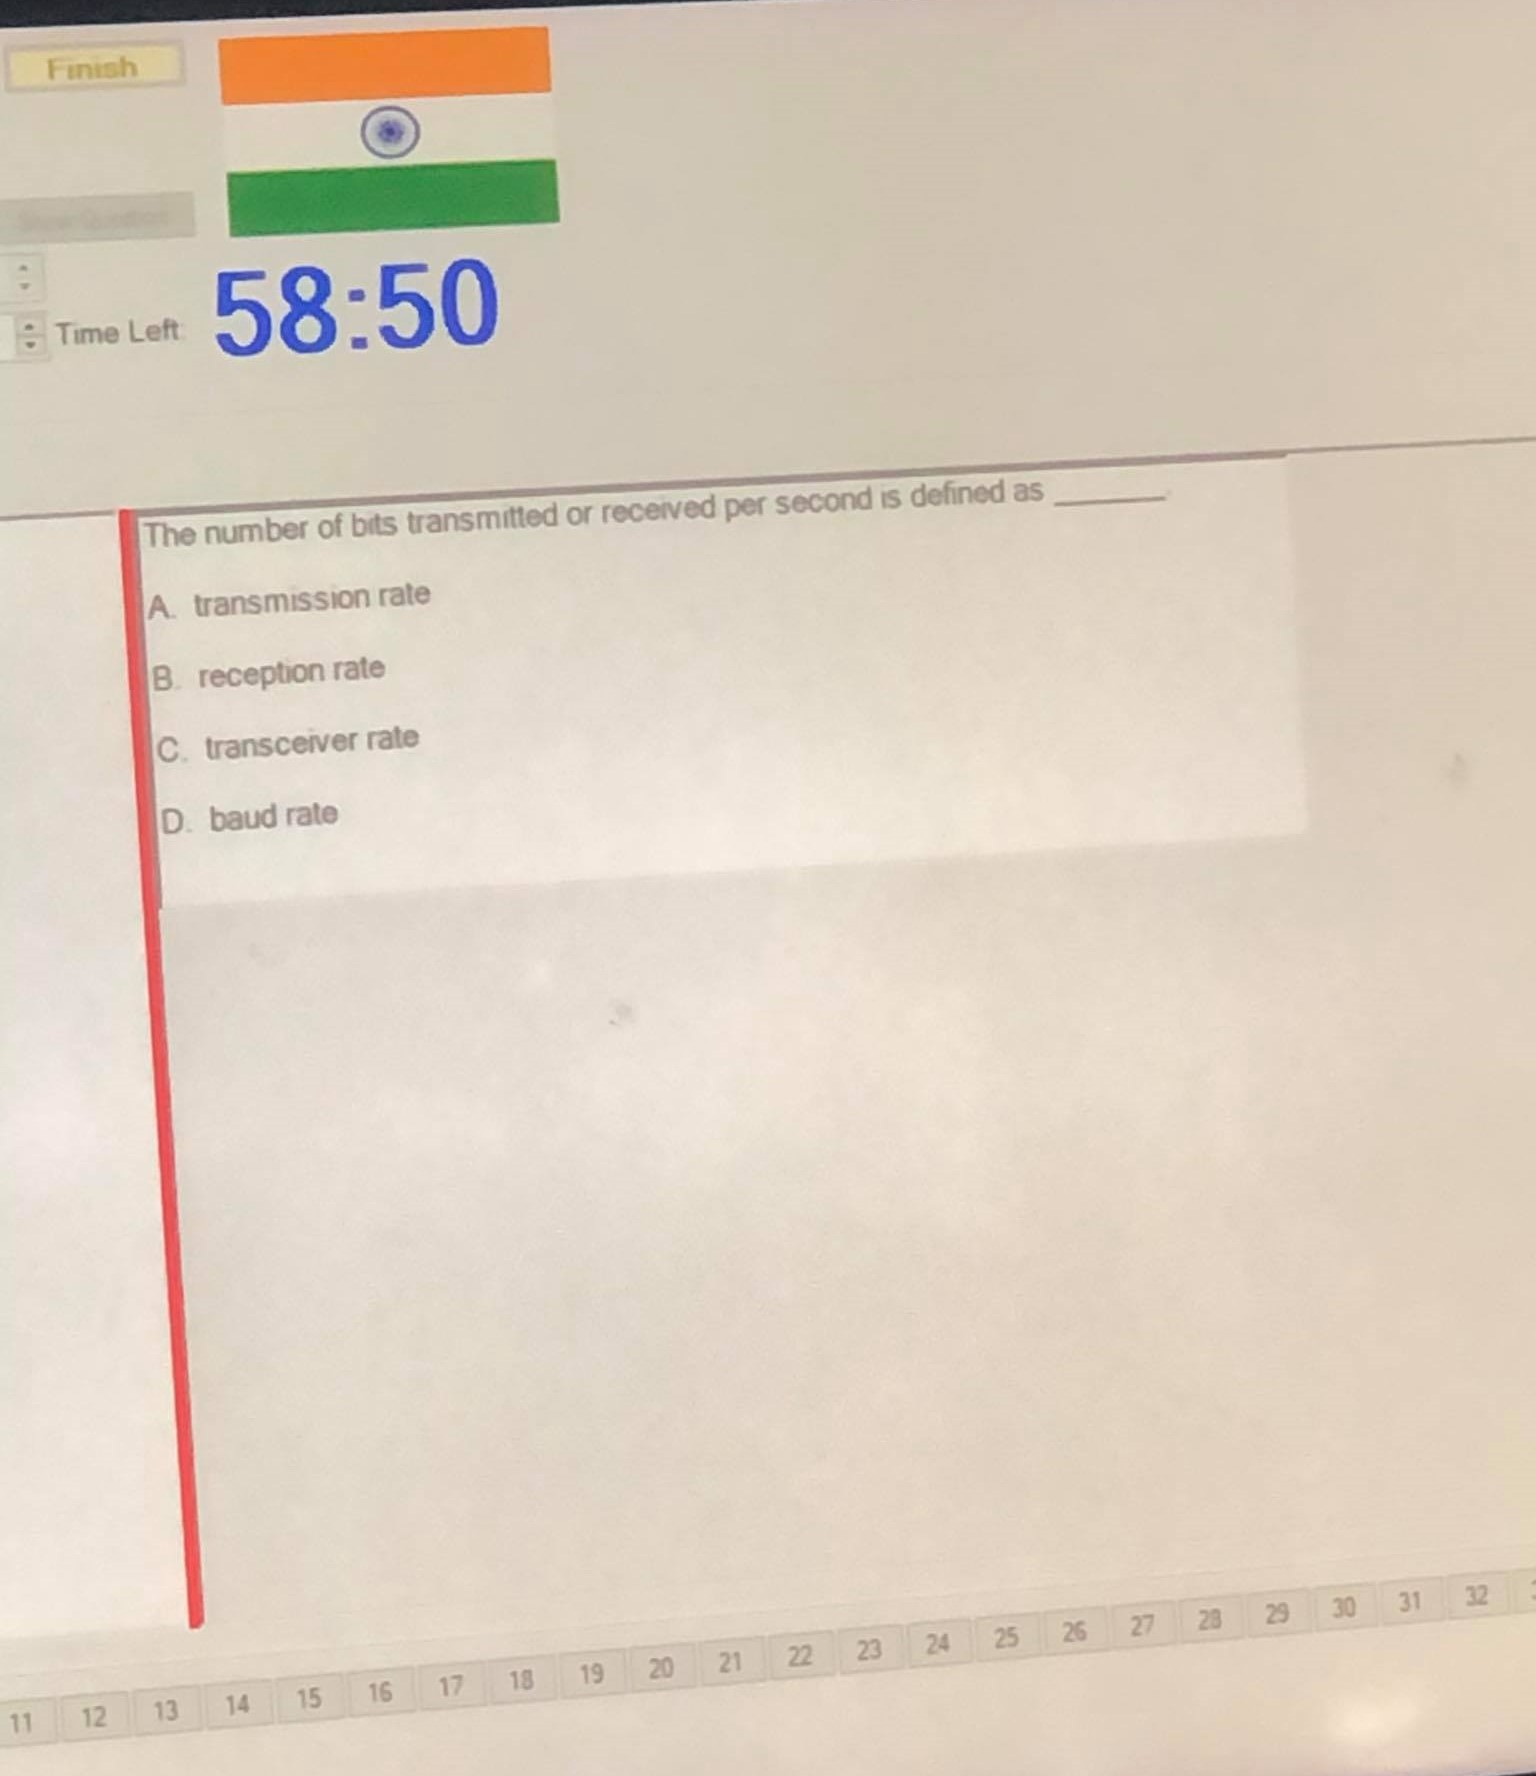 Finish
Time Left:
58:50
The number of bits transmitted or received per second is defined as _______.
A. transmission rate
B. reception rate
C. transceiver rate
D. baud rate
11 12 13 14 15 16 17 18 19 20 21 22 23 24 25 26 27 28 29 30 31 32